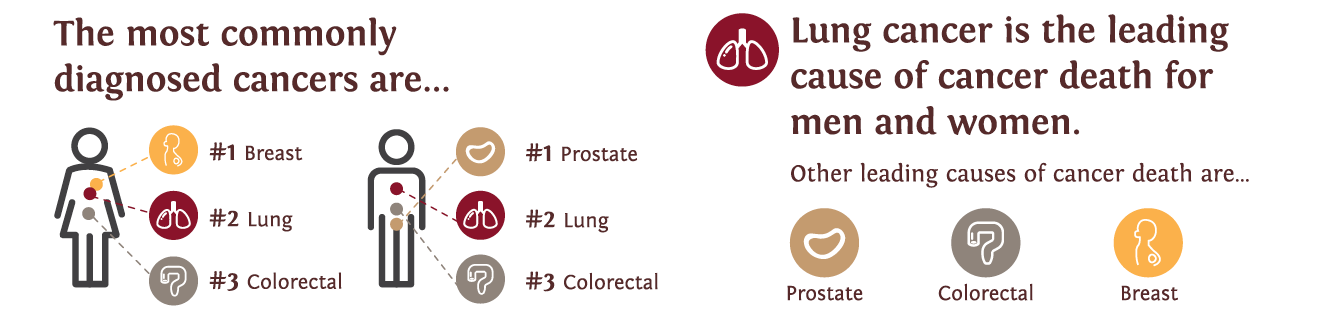 The most commonly
diagnosed cancers are...
#1 Breast
#2 Lung
#3 Colorectal
#1 Prostate
#2 Lung
#3 Colorectal
Lung cancer is the leading
cause of cancer death for
men and women.
Other leading causes of cancer death are...
Prostate
Colorectal
Breast